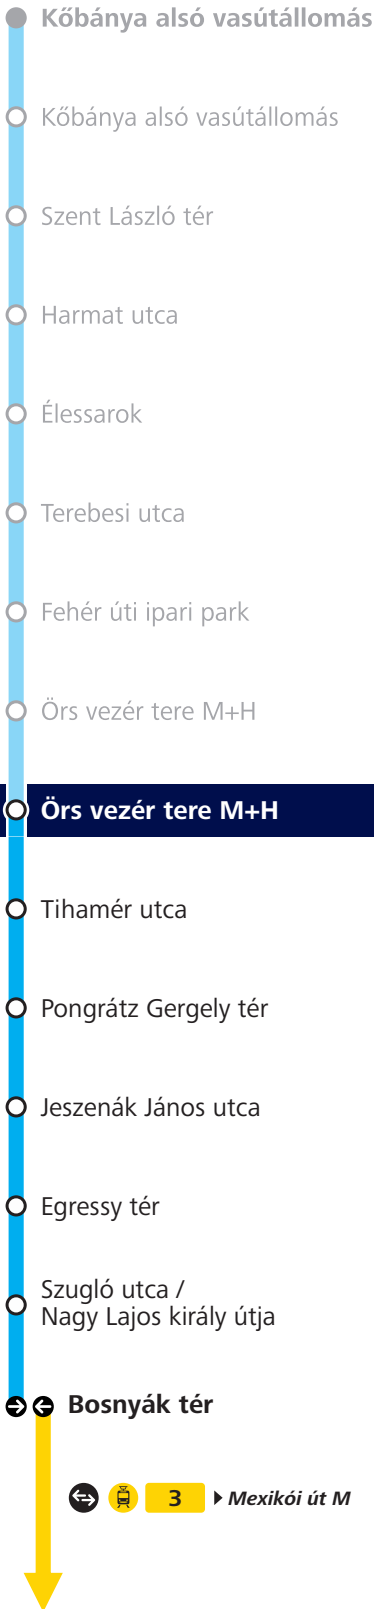 Kőbánya alsó vasútállomás
Kőbánya alsó vasútállomás
Szent László tér
Harmat utca
Élessarok
Terebesi utca
Fehér úti ipari park
Örs vezér tere M+H
Örs vezér tere M+H
Tihamér utca
Pongrátz Gergely tér
Jeszenák János utca
Egressy tér
Szugló utca /
Nagy Lajos király útja
Bosnyák tér
3 Mexikói út M